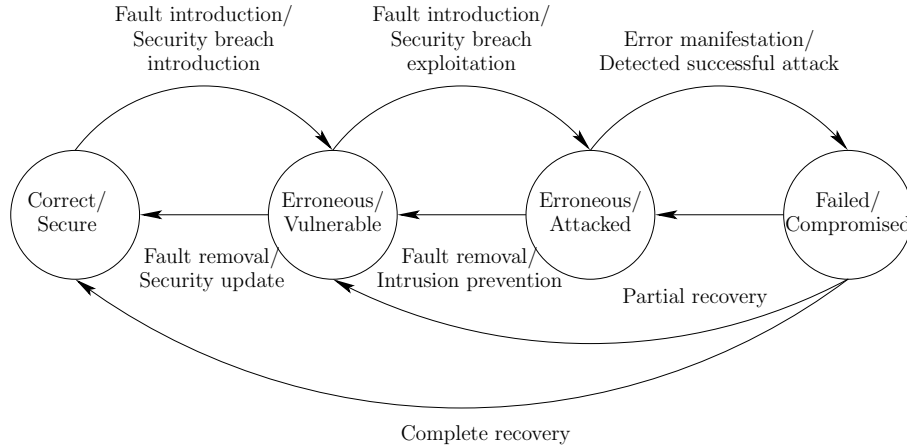 Fault introduction/
Security breach
introduction
Fault introduction/
Security breach
exploitation
Error manifestation/
Detected successful attack
Correct/
Secure
Erroneous/
Vulnerable
Erroneous/
Attacked
Failed/
Compromised
Fault removal/
Security update
Fault removal/
Intrusion prevention
Partial recovery
Complete recovery